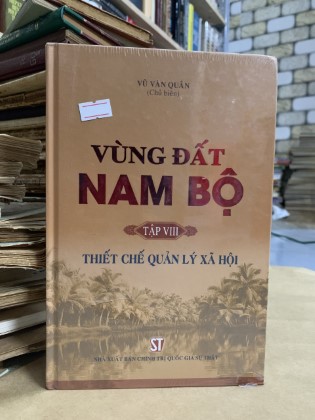 VŨ VĂN QUÂN
(Chủ biên)
VÙNG ĐẤT
NAM BỘ
TẬP VIII
THIẾT CHẾ QUẢN LÝ XÃ HỘI
ST
NHÀ XUẤT BẢN CHÍNH TRỊ QUỐC GIA SỰ THẬT